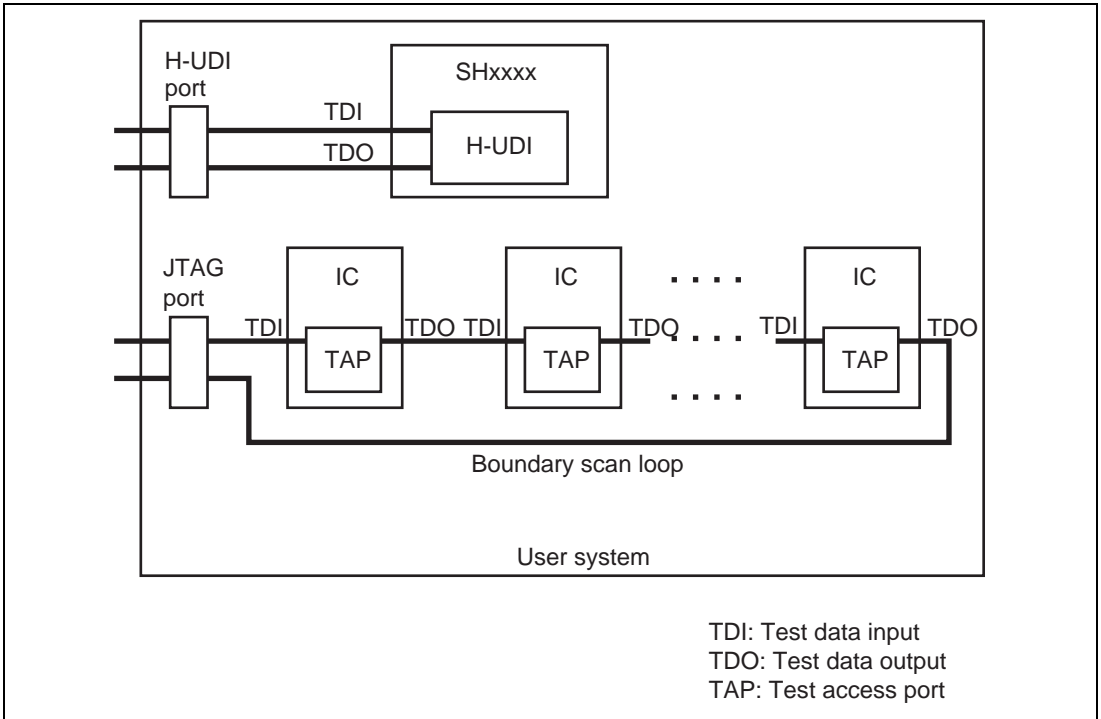 H-UDI
port
SHxxxx
TDI
TDO
H-UDI
JTAG
port
IC
IC
IC
TDI
TDO
TDI
TDO
TDI
TDO
TAP
TAP
TAP
Boundary scan loop
User system
TDI: Test data input
TDO: Test data output
TAP: Test access port